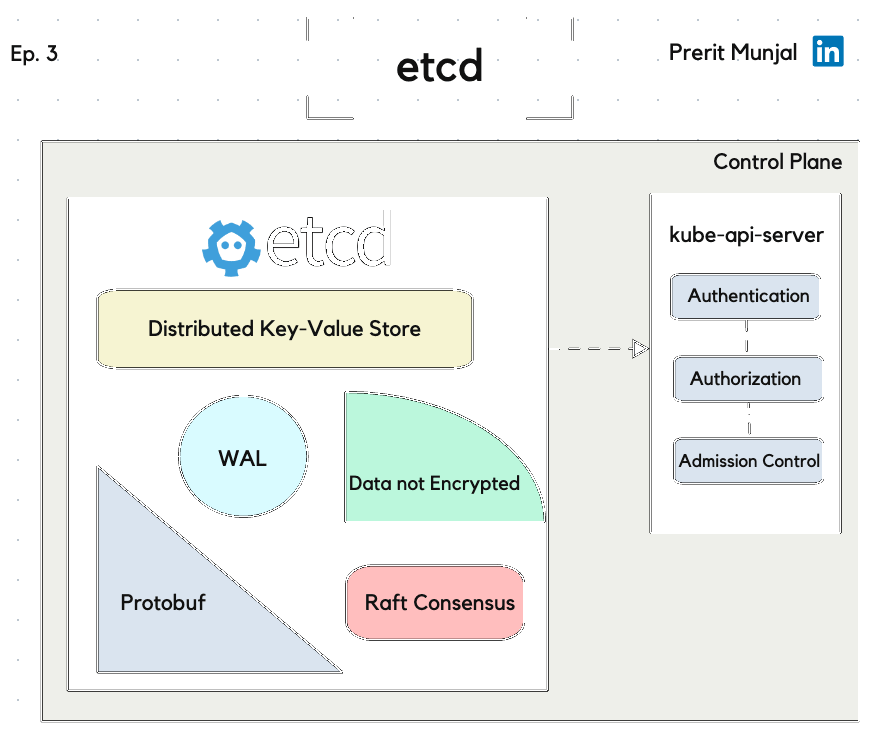 Ep. 3
etcd
Prerit Munjal
in
Control Plane
etcd
Distributed Key-Value Store
WAL
Data not Encrypted
Protobuf
Raft Consensus
kube-api-server
Authentication
Authorization
Admission Control